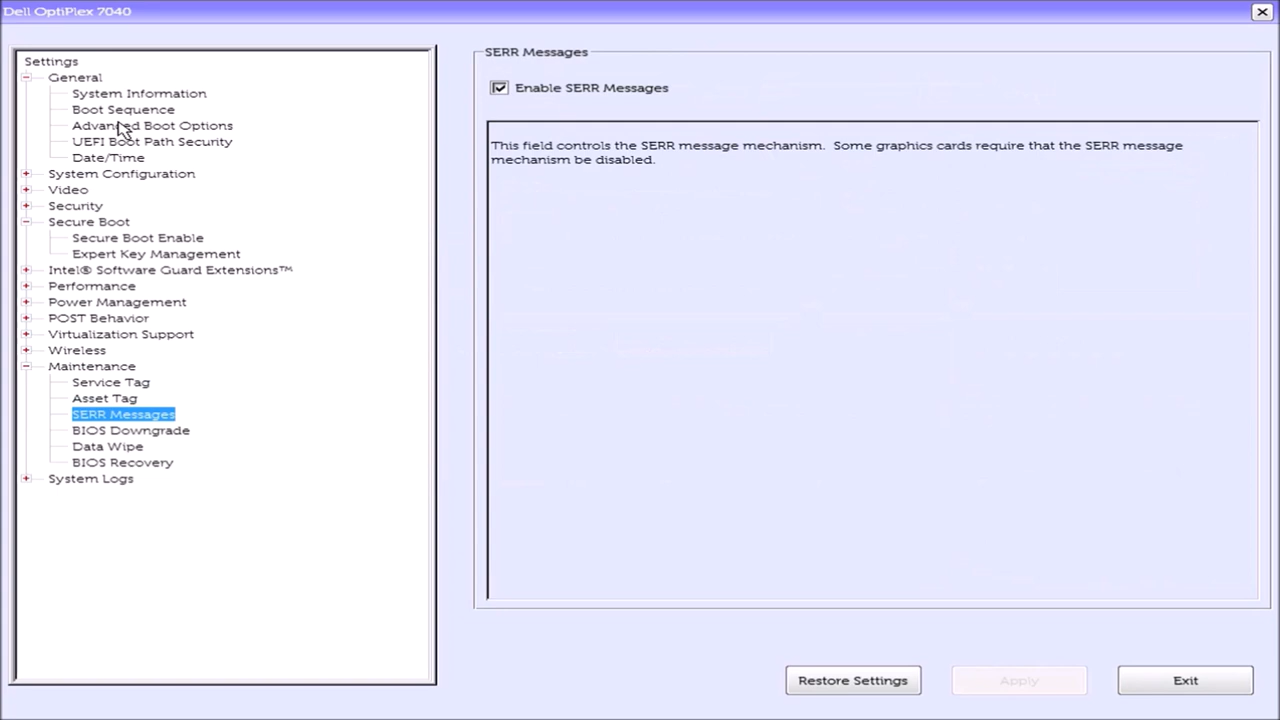 Dell OptiPlex 7040
Settings
General
System Information
Boot Sequence
Advanced Boot Options
UEFI Boot Path Security
Date/Time
System Configuration
Video
Security
Secure Boot
Secure Boot Enable
Expert Key Management
Intel® Software Guard Extensions™
Performance
Power Management
POST Behavior
Virtualization Support
Wireless
Maintenance
Service Tag
Asset Tag
SERR Messages
BIOS Downgrade
Data Wipe
BIOS Recovery
System Logs
SERR Messages
Enable SERR Messages
This field controls the SERR message mechanism. Some graphics cards require that the SERR message
mechanism be disabled.
Restore Settings
Apply
Exit